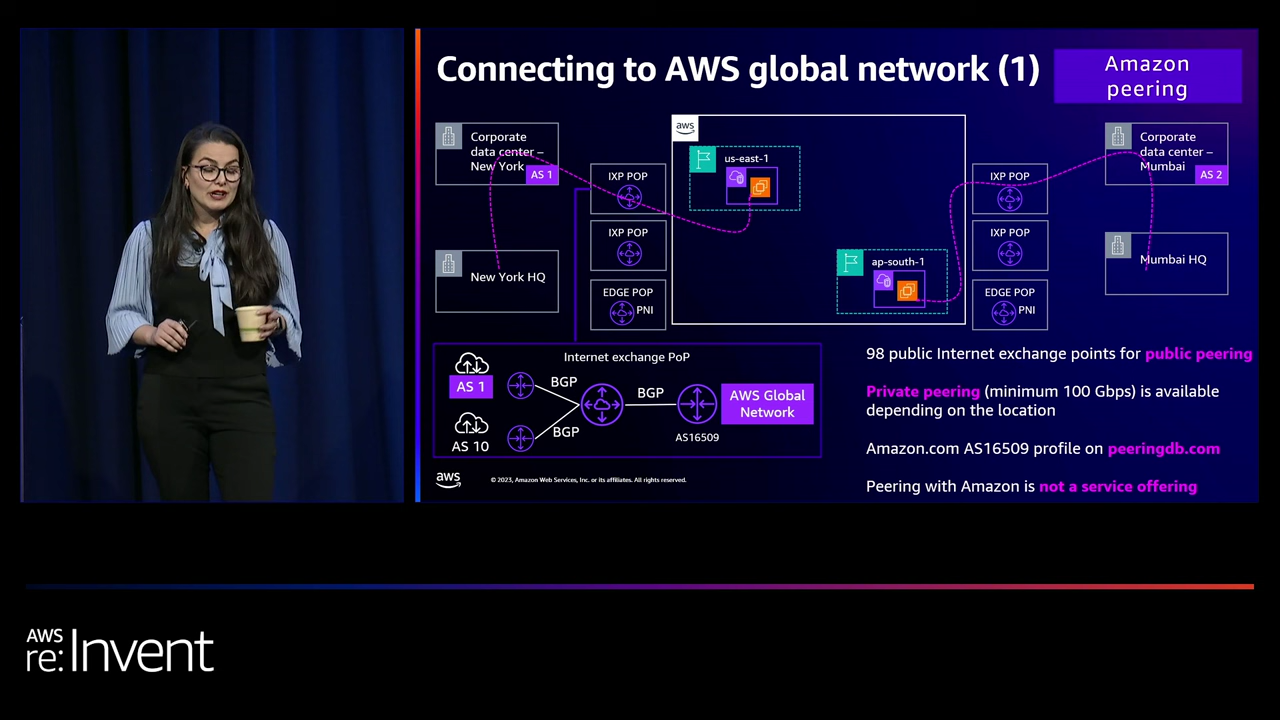 Connecting to AWS global network (1)
Amazon
peering
Corporate
data center –
New York
AS 1
New York HQ
IXP POP
IXP POP
EDGE POP
PNI
aws
us-east-1
ap-south-1
IXP POP
IXP POP
EDGE POP
PNI
Corporate
data center –
Mumbai
AS 2
Mumbai HQ
Internet exchange PoP
AS 1
BGP
BGP
AS 10
BGP
AWS Global
Network
AS16509
98 public Internet exchange points for public peering
Private peering (minimum 100 Gbps) is available
depending on the location
Amazon.com AS16509 profile on peeringdb.com
Peering with Amazon is not a service offering
aws
© 2023, Amazon Web Services, Inc. or its affiliates. All rights reserved.
AWS
re:Invent